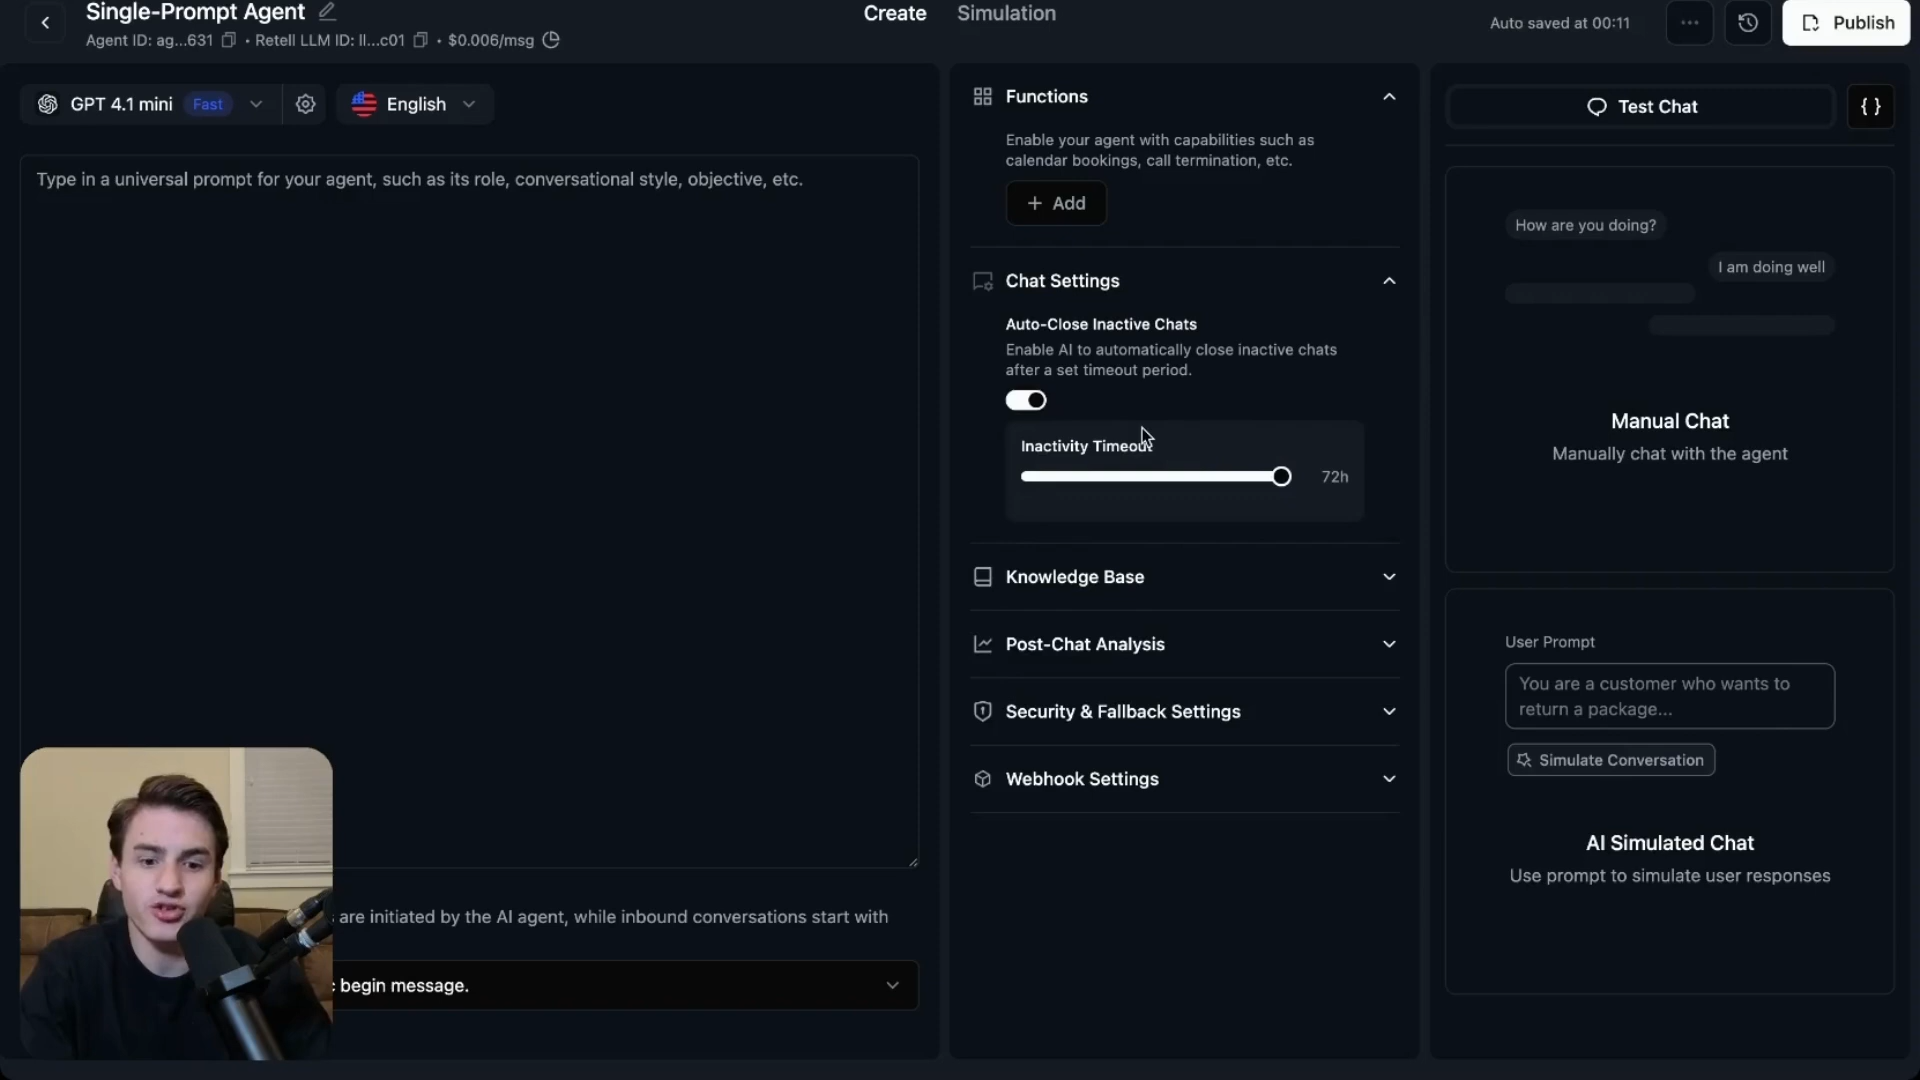 Single-Prompt Agent
Create
Simulation
Auto saved at 00:11
Publish
Agent ID: ag...631 • Retell LLM ID: ll...c01 • $0.006/msg
GPT 4.1 mini
Fast
English
Type in a universal prompt for your agent, such as its role, conversational style, objective, etc.
are initiated by the AI agent, while inbound conversations start with
begin message.
Functions
Enable your agent with capabilities such as
calendar bookings, call termination, etc.
+ Add
Chat Settings
Auto-Close Inactive Chats
Enable AI to automatically close inactive chats
after a set timeout period.
Inactivity Timeout
72h
Knowledge Base
Post-Chat Analysis
Security & Fallback Settings
Webhook Settings
Test Chat
{ }
How are you doing?
I am doing well
Manual Chat
Manually chat with the agent
User Prompt
You are a customer who wants to
return a package...
Simulate Conversation
AI Simulated Chat
Use prompt to simulate user responses